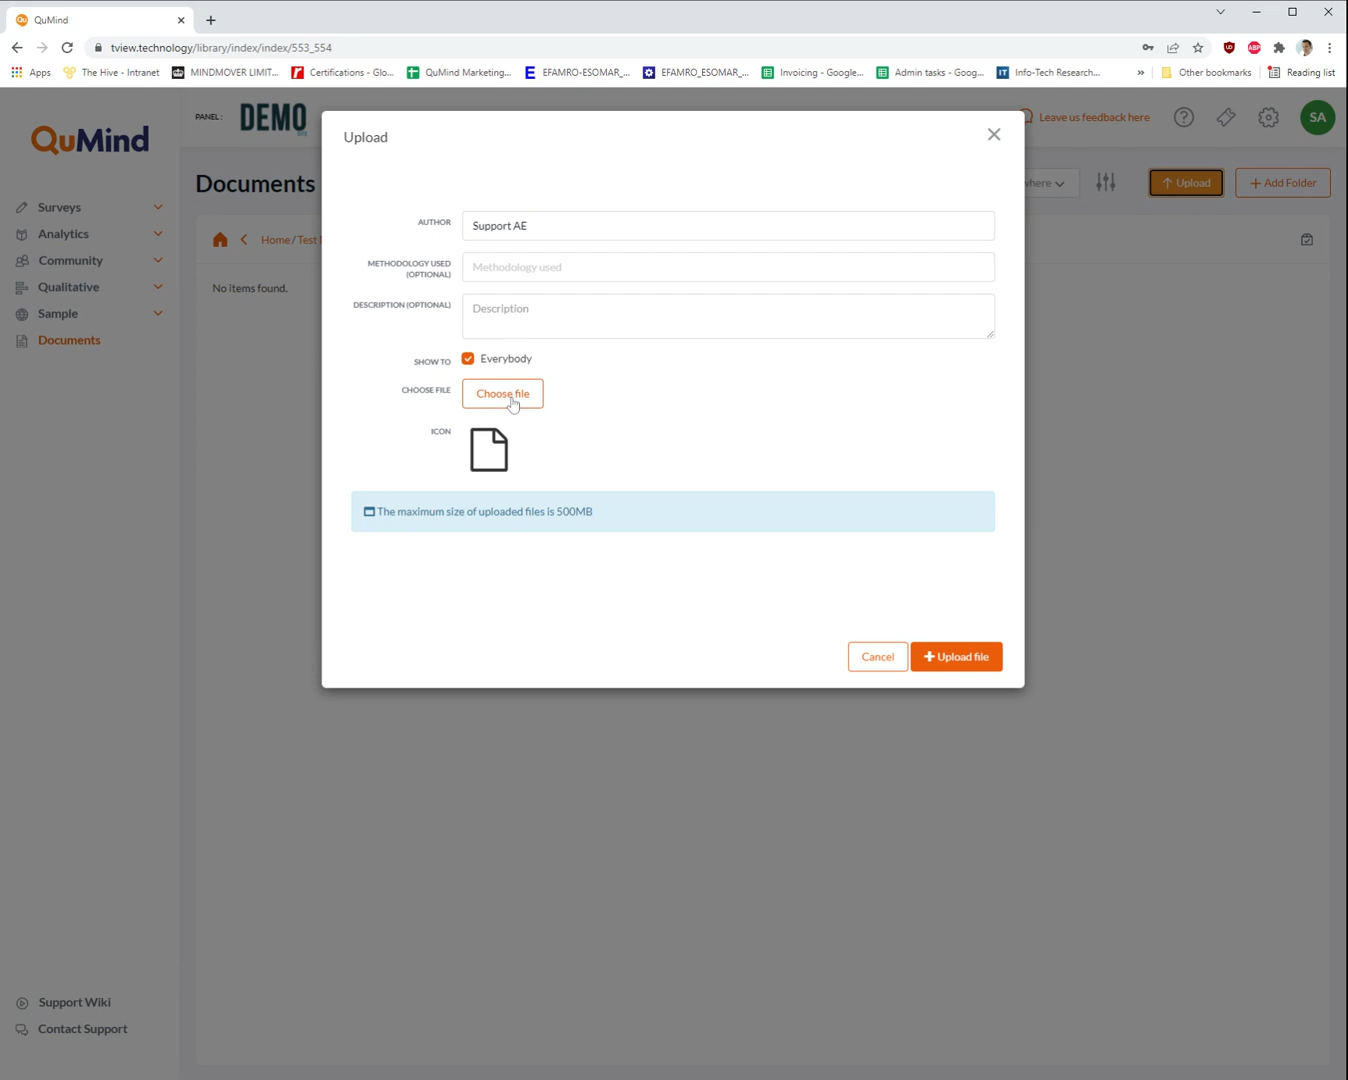 QuMind
tview.technology/library/index/index/553_554
Apps
The Hive - Intranet
MINDMOVER LIMIT...
Certifications - Glo...
QuMind Marketing...
EFAMRO-ESOMAR_...
EFAMRO_ESOMAR_...
Invoicing - Google...
Admin tasks - Goog...
Info-Tech Research...
»
Other bookmarks
Reading list
QuMind
PANEL:
DEMO
Leave us feedback here
SA
Documents
where
Upload
Add Folder
Surveys
Analytics
Community
Qualitative
Sample
Documents
Home / Test
No items found.
Upload
AUTHOR
Support AE
METHODOLOGY USED
(OPTIONAL)
Methodology used
DESCRIPTION (OPTIONAL)
Description
SHOW TO
Everybody
CHOOSE FILE
Choose file
ICON
The maximum size of uploaded files is 500MB
Cancel
Upload file
Support Wiki
Contact Support